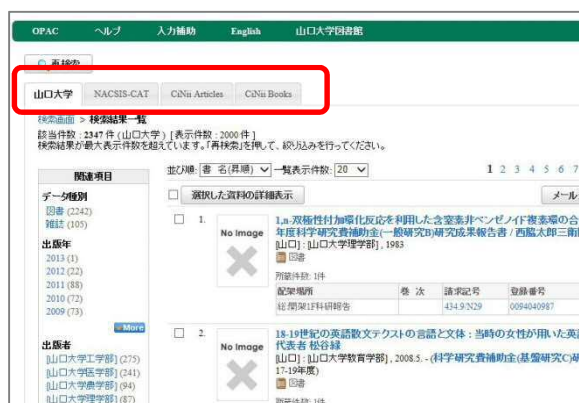 OPAC ヘルプ 入力補助 English 山口大学図書館
再検索
山口大学 NACSIS-CAT CiNii Articles CiNii Books
検索画面 > 検索結果一覧
該当件数 : 2347 件 (山口大学) [表示件数 : 2000 件 ]
検索結果が最大表示件数を超えています。「再検索」を押して、絞り込みを行ってください。
関連項目
データ種別
図書 (2242)
雑誌 (105)
出版年
2013 (1)
2012 (22)
2011 (88)
2010 (72)
2009 (73)
More
出版者
[山口大学工学部] (275)
[山口大学医学部] (241)
[山口大学農学部] (94)
[山口大学理学部] (87)
並び順: 書 名(昇順) 一覧表示件数: 20 1 2 3 4 5 6 7
選択した資料の詳細表示 メール
1. No Image
1,n-双極性付加環化反応を利用した含窒素非ベンゼノイド複素環の合
年度科学研究費補助金(一般研究B)研究成果報告書 / 西脇太郎三衛
[山口] : [山口大学理学部] , 1983
図書
所蔵件数: 1件
配架場所 巻 次 請求記号 登録番号
総:開架1F科研報告 434.9/N29 0094040987
2. No Image
18-19世紀の英語散文テクストの言語と文体 : 当時の女性が用いた英
代表者 松谷緑
[山口] : [山口大学教育学部] , 2008.5. - (科学研究費補助金(基盤研究C)研
17-19年度)
図書
所蔵件数: 1件